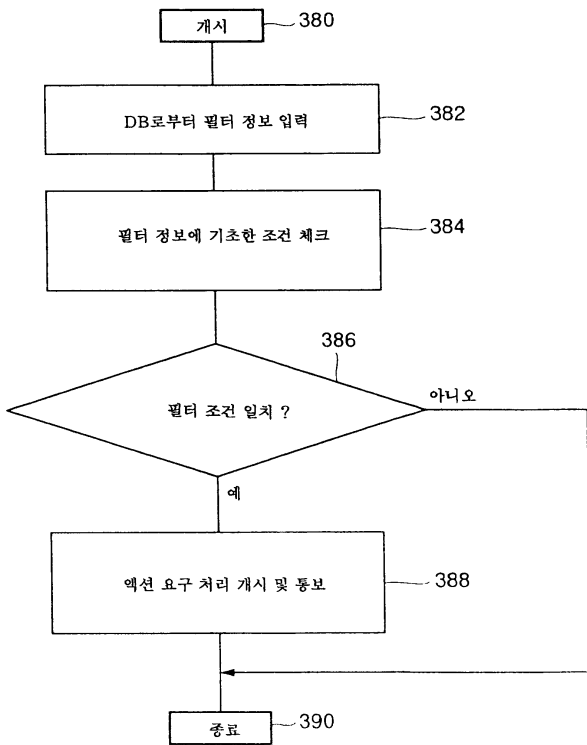 개시
380
DB로부터 필터 정보 입력
382
필터 정보에 기초한 조건 체크
384
386
필터 조건 일치 ?
아니오
예
액션 요구 처리 개시 및 통보
388
종료
390